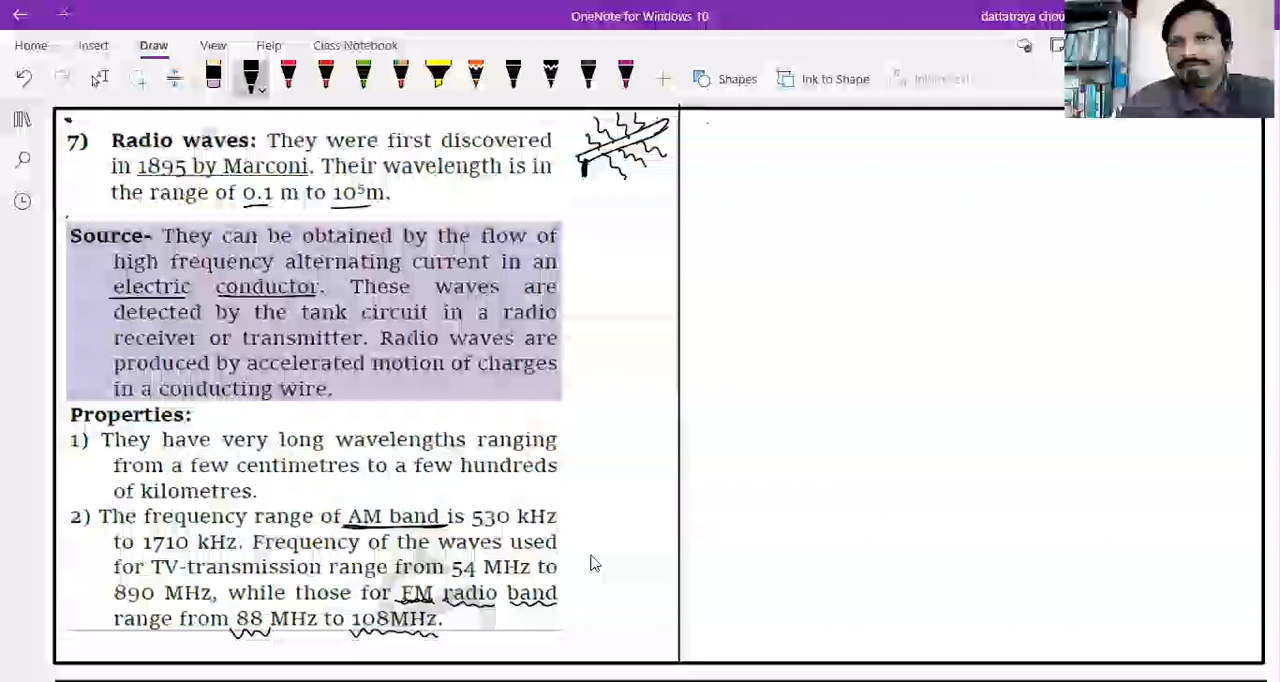 OneNote for Windows 10
dattatraya chou
Home Insert Draw View Help Class Notebook
Shapes Ink to Shape
7) Radio waves: They were first discovered
in 1895 by Marconi. Their wavelength is in
the range of 0.1 m to 10⁵m.
Source- They can be obtained by the flow of
high frequency alternating current in an
electric conductor. These waves are
detected by the tank circuit in a radio
receiver or transmitter. Radio waves are
produced by accelerated motion of charges
in a conducting wire.
Properties:
1) They have very long wavelengths ranging
from a few centimetres to a few hundreds
of kilometres.
2) The frequency range of AM band is 530 kHz
to 1710 kHz. Frequency of the waves used
for TV-transmission range from 54 MHz to
890 MHz, while those for FM radio band
range from 88 MHz to 108MHz.